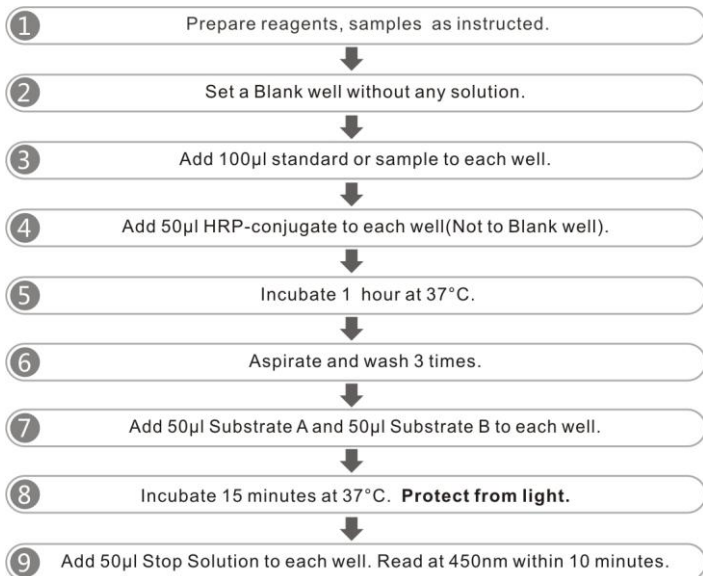 1 Prepare reagents, samples as instructed.
2 Set a Blank well without any solution.
3 Add 100μl standard or sample to each well.
4 Add 50μl HRP-conjugate to each well(Not to Blank well).
5 Incubate 1 hour at 37°C.
6 Aspirate and wash 3 times.
7 Add 50μl Substrate A and 50μl Substrate B to each well.
8 Incubate 15 minutes at 37°C. Protect from light.
9 Add 50μl Stop Solution to each well. Read at 450nm within 10 minutes.